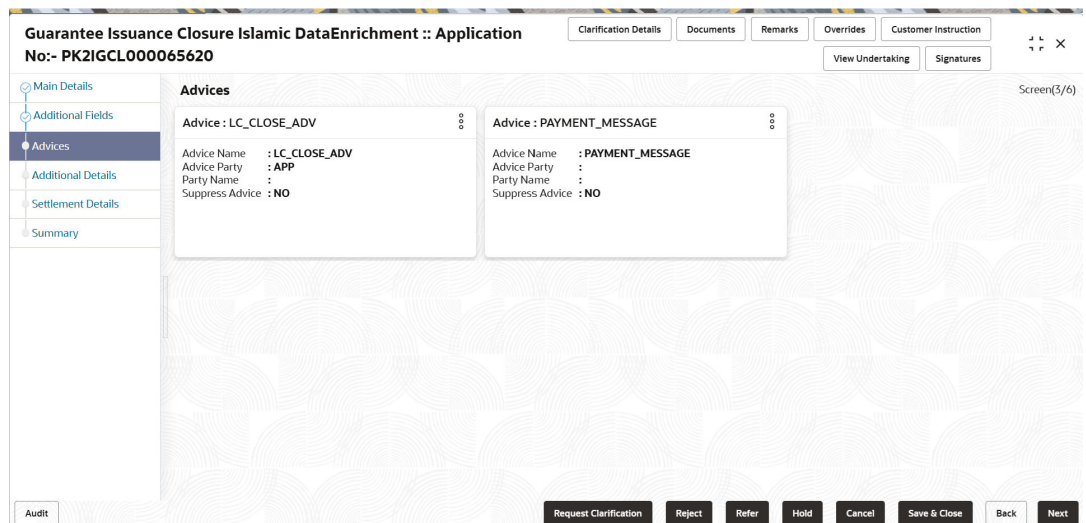 Guarantee Issuance Closure Islamic DataEnrichment :: Application
No:- PK2IGCL000065620
Clarification Details
Documents
Remarks
Overrides
Customer Instruction
View Undertaking
Signatures
Main Details
Additional Fields
Advices
Additional Details
Settlement Details
Summary
Advices
Screen(3/6)
Advice : LC_CLOSE_ADV
Advice Name : LC_CLOSE_ADV
Advice Party : APP
Party Name :
Suppress Advice : NO
Advice : PAYMENT_MESSAGE
Advice Name : PAYMENT_MESSAGE
Advice Party :
Party Name :
Suppress Advice : NO
Audit
Request Clarification
Reject
Refer
Hold
Cancel
Save & Close
Back
Next